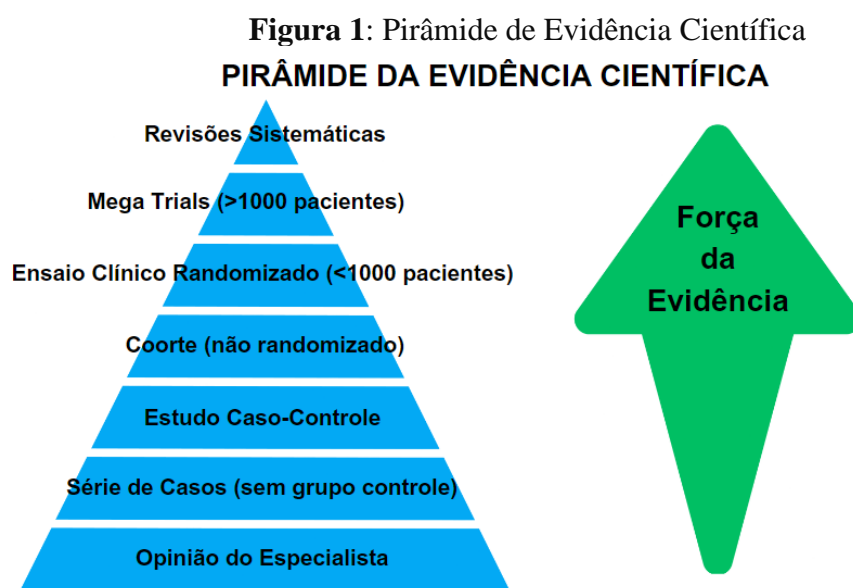 Figura 1: Pirâmide de Evidência Científica
PIRÂMIDE DA EVIDÊNCIA CIENTÍFICA
Revisões Sistemáticas
Mega Trials (>1000 pacientes)
Ensaio Clínico Randomizado (<1000 pacientes)
Coorte (não randomizado)
Estudo Caso-Controle
Série de Casos (sem grupo controle)
Opinião do Especialista
Força
da
Evidência